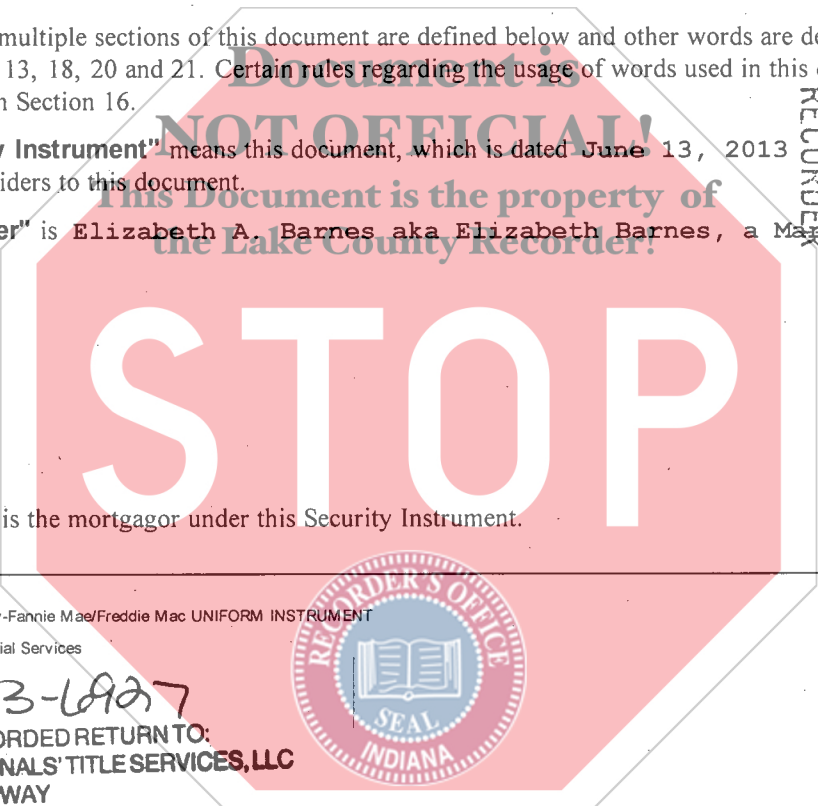 multiple sections of this document are defined below and other words are de
13, 18, 20 and 21. Certain rules regarding the usage of words used in this
n Section 16.
Document is
NOT OFFICIAL!
This Document is the property of
the Lake County Recorder!
y Instrument" means this document, which is dated June 13, 2013
iders to this document.
er" is Elizabeth A. Barnes aka Elizabeth Barnes, a Mar
RECORDER
STOP
is the mortgagor under this Security Instrument.
-Fannie Mae/Freddie Mac UNIFORM INSTRUMENT
ial Services
RECORDER'S OFFICE
SEAL
INDIANA
3-6927
ORDED RETURN TO:
NALS' TITLE SERVICES, LLC
WAY